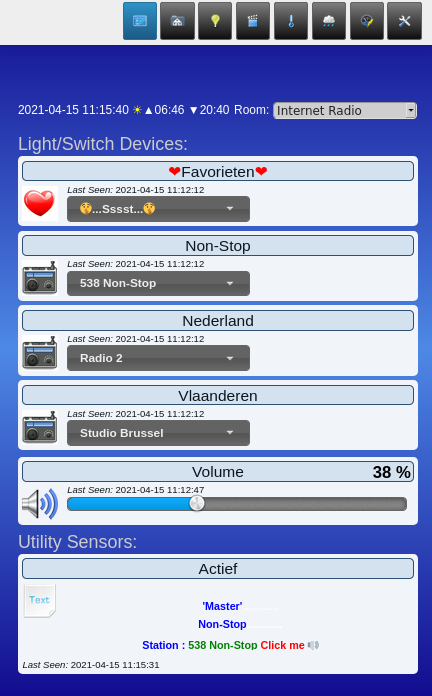 2021-04-15 11:15:40 ☀▲06:46 ▼20:40 Room: Internet Radio
Light/Switch Devices:
❤Favorieten❤
Last Seen: 2021-04-15 11:12:12
🤫...Sssst...🤫
Non-Stop
Last Seen: 2021-04-15 11:12:12
538 Non-Stop
Nederland
Last Seen: 2021-04-15 11:12:12
Radio 2
Vlaanderen
Last Seen: 2021-04-15 11:12:12
Studio Brussel
Volume 38 %
Last Seen: 2021-04-15 11:12:47
Utility Sensors:
Actief
Text
'Master'
Non-Stop
Station : 538 Non-Stop Click me 🔊
Last Seen: 2021-04-15 11:15:31